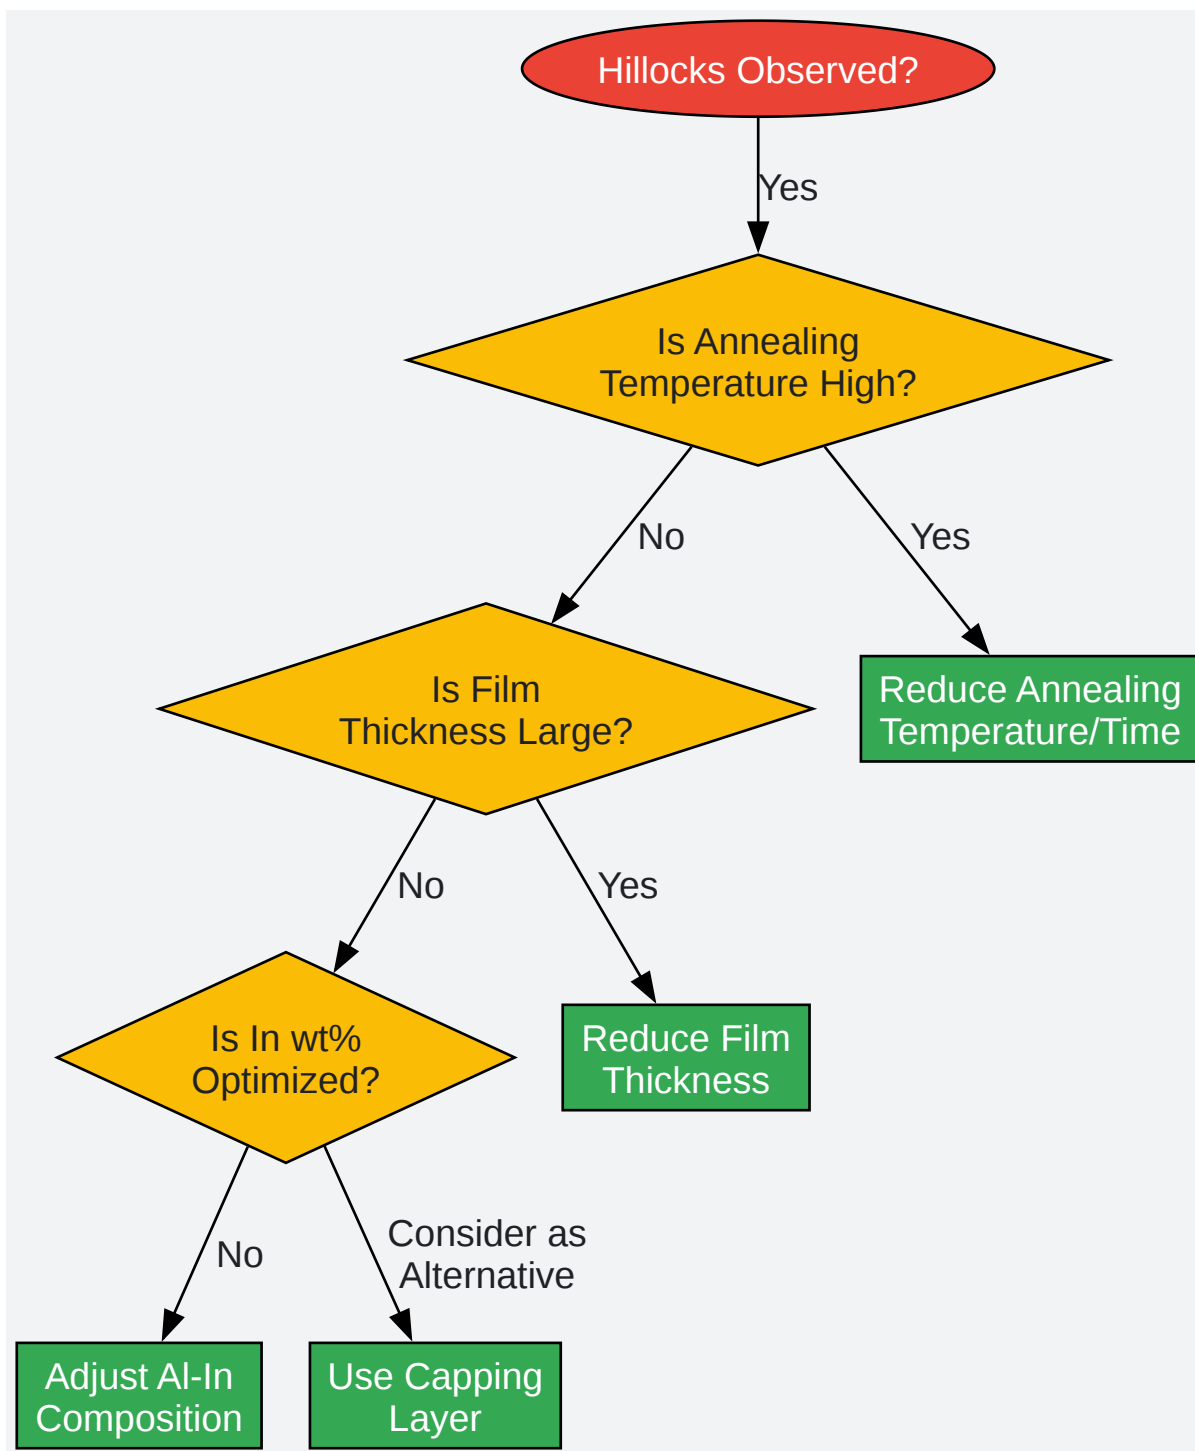 Hillocks Observed?
Yes
Is Annealing
Temperature High?
No
Yes
Is Film
Thickness Large?
Reduce Annealing
Temperature/Time
No
Yes
Is In wt%
Optimized?
Reduce Film
Thickness
No
Consider as
Alternative
Adjust Al-In
Composition
Use Capping
Layer